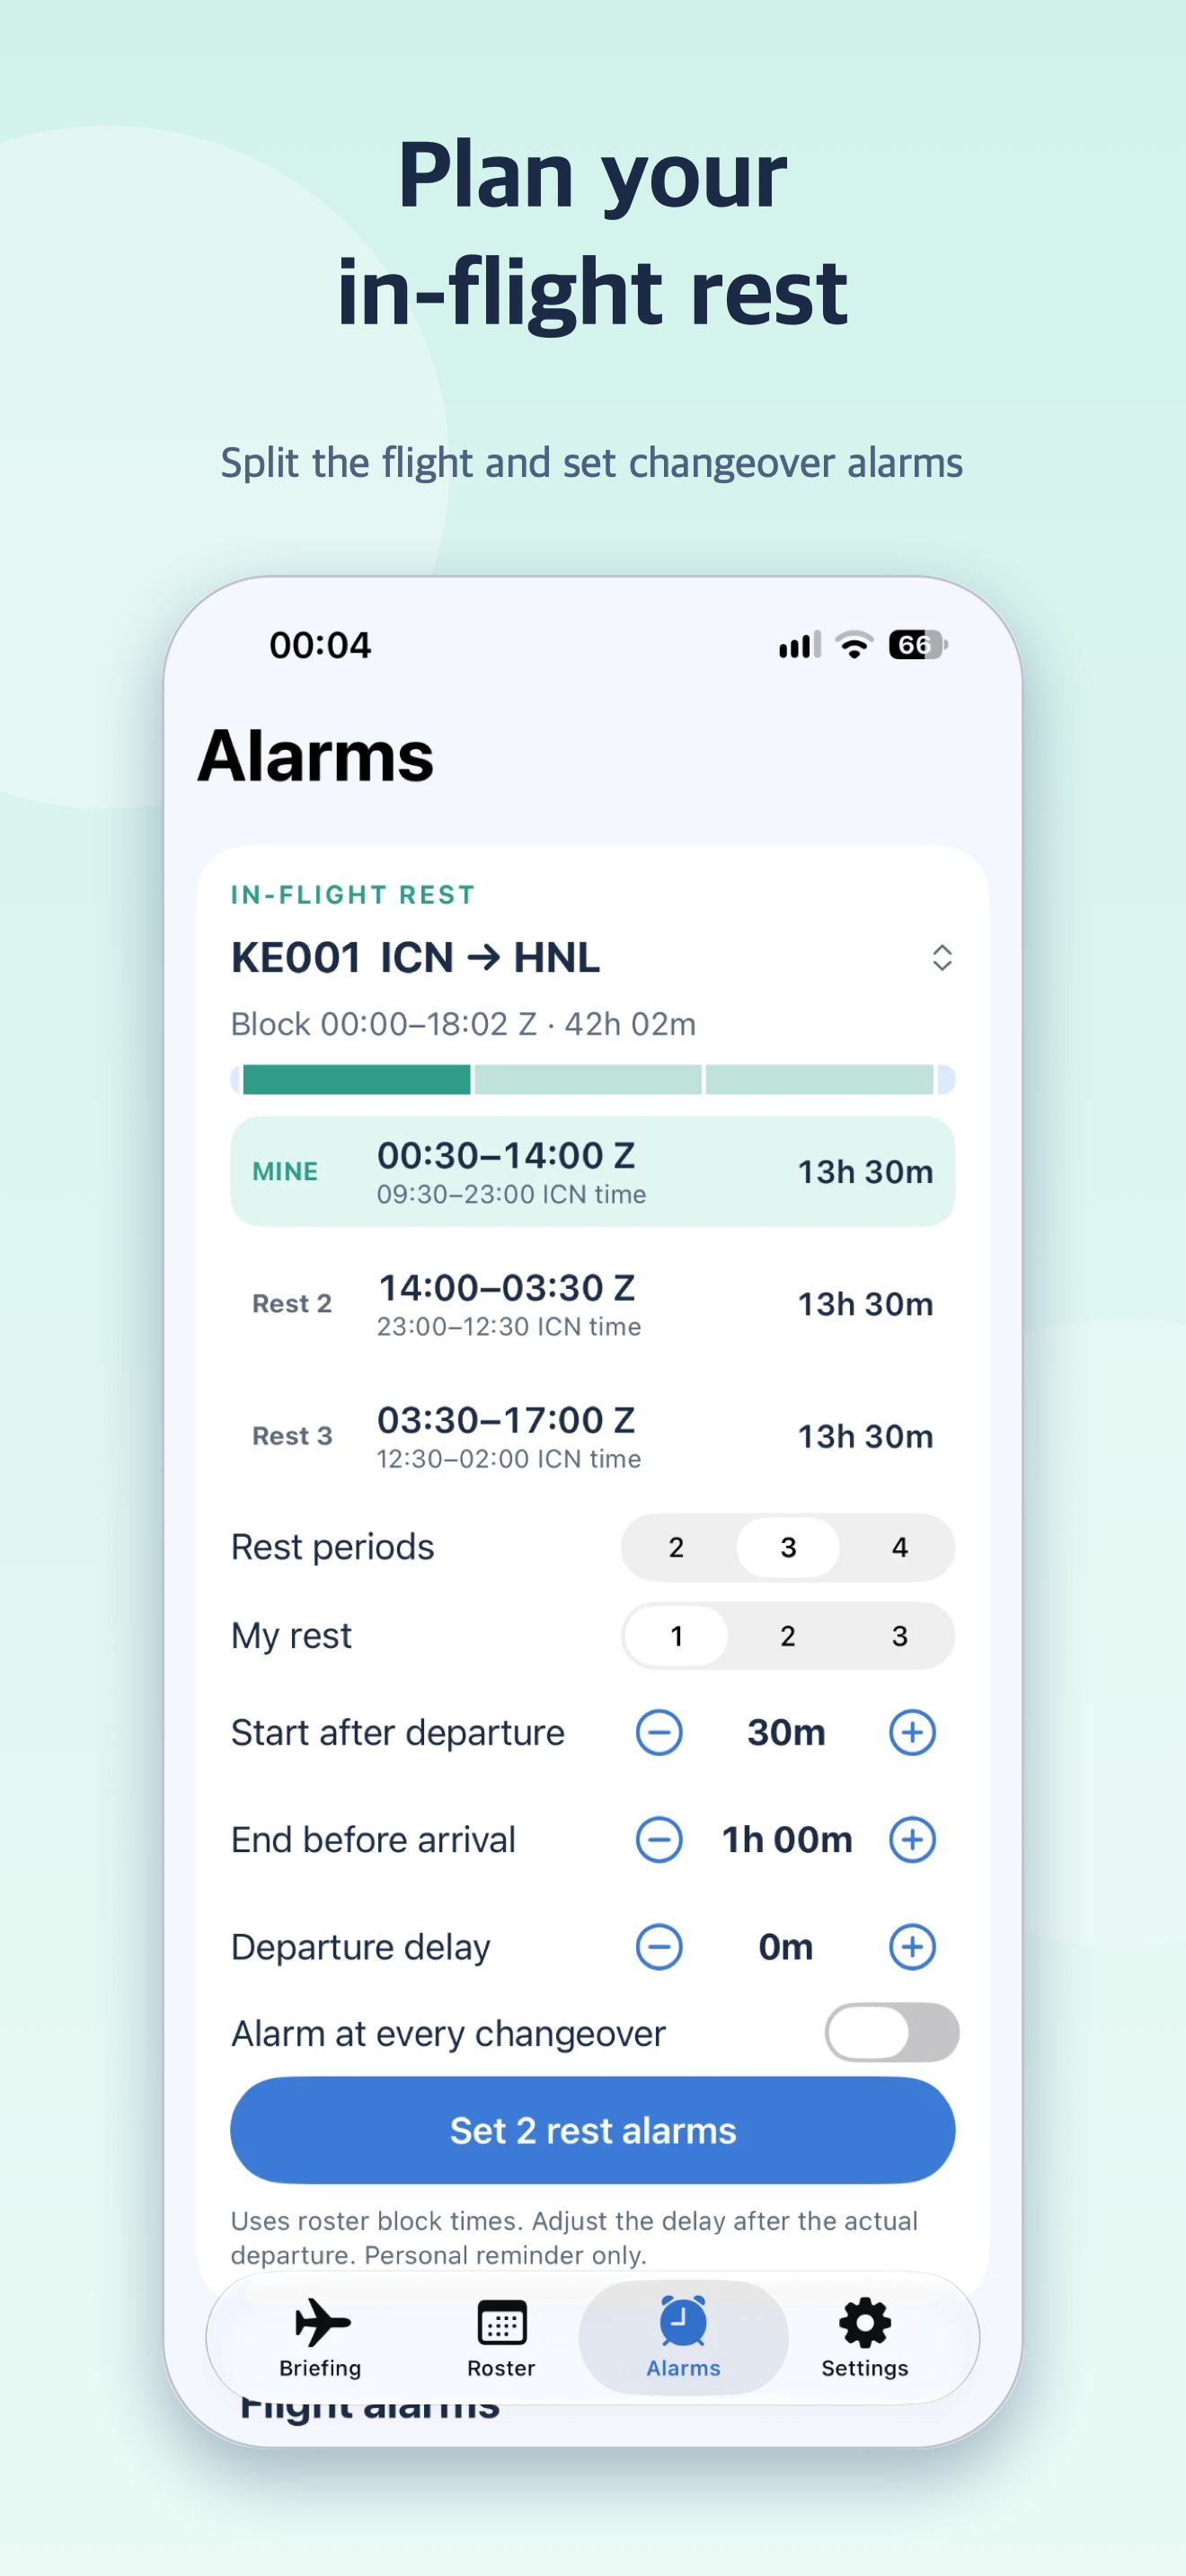 Plan your
in-flight rest
Split the flight and set changeover alarms
00:04
66
Alarms
IN-FLIGHT REST
KE001 ICN → HNL
Block 00:00–18:02 Z · 42h 02m
MINE
00:30–14:00 Z
09:30–23:00 ICN time
13h 30m
Rest 2
14:00–03:30 Z
23:00–12:30 ICN time
13h 30m
Rest 3
03:30–17:00 Z
12:30–02:00 ICN time
13h 30m
Rest periods
2 3 4
My rest
1 2 3
Start after departure
30m
End before arrival
1h 00m
Departure delay
0m
Alarm at every changeover
Set 2 rest alarms
Uses roster block times. Adjust the delay after the actual
departure. Personal reminder only.
Briefing
Roster
Alarms
Settings
Flight alarms